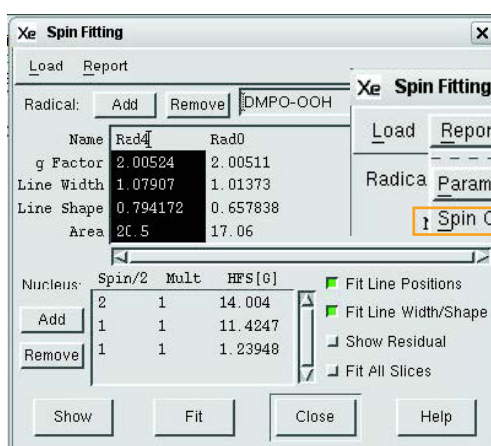 Xe Spin Fitting
Load Report
Radical: Add Remove DMPO-OOH
Name Rad4 Rad0
g Factor 2.00524 2.00511
Line Width 1.07907 1.01373
Line Shape 0.794172 0.657838
Area 20.5 17.06
Xe Spin Fitting
Load Repor
Radica Param
Spin C
Nucleus: Spin/2 Mult HFS[G]
2 1 14.004
1 1 11.4247
1 1 1.23948
Add
Remove
Fit Line Positions
Fit Line Width/Shape
Show Residual
Fit All Slices
Show Fit Close Help